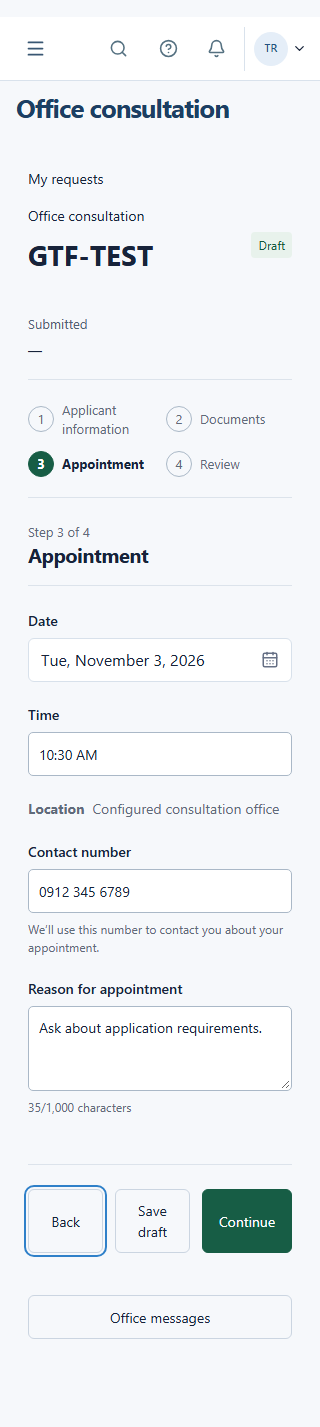 TR
Office consultation
My requests
Office consultation
GTF-TEST
Draft
Submitted
—
1 Applicant information
2 Documents
3 Appointment
4 Review
Step 3 of 4
Appointment
Date
Tue, November 3, 2026
Time
10:30 AM
Location Configured consultation office
Contact number
0912 345 6789
We'll use this number to contact you about your
appointment.
Reason for appointment
Ask about application requirements.
35/1,000 characters
Back
Save
draft
Continue
Office messages